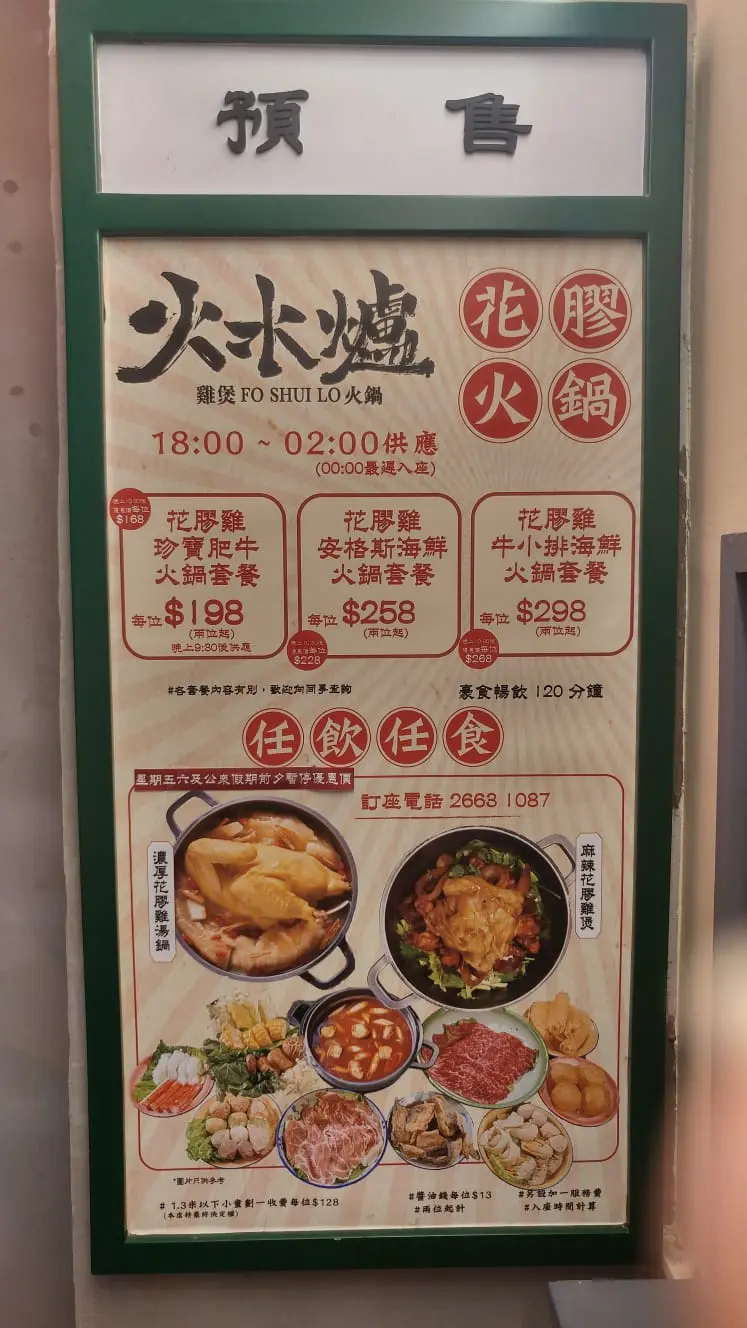 預售
火水爐
雞煲 FO SHUI LO 火鍋
花膠
火鍋
18:00 ~ 02:00供應
(00:00最遲入座)
$168
花膠雞
珍寶肥牛
火鍋套餐
每位 $198
(兩位起)
晚上9:30後供應
花膠雞
安格斯海鮮
火鍋套餐
每位 $258
(兩位起)
$228
花膠雞
牛小排海鮮
火鍋套餐
每位 $298
(兩位起)
$268
#各套餐內容有別，歡迎向同事查詢
豪食暢飲 120 分鐘
任飲任食
星期五六及公眾假期前夕暫停優惠價
訂座電話 2663 1087
濃厚花膠雞湯鍋
麻辣花膠雞煲
*圖片只供參考
# 1.3米以下小童劃一收費每位$128
(本店持最終決定權)
#醬油錢每位$13
#兩位起計
#另設加一服務費
#入座時間計算